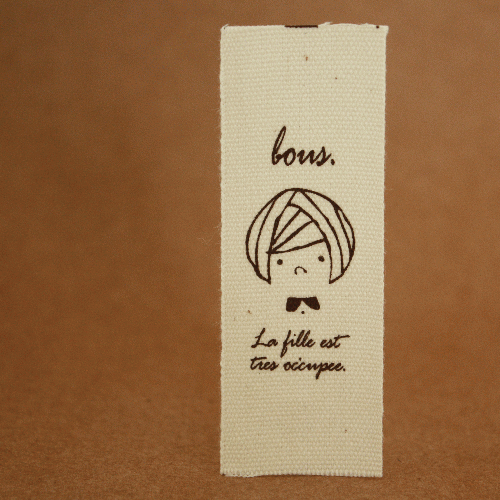 bous.
La fille est
tres occupee.